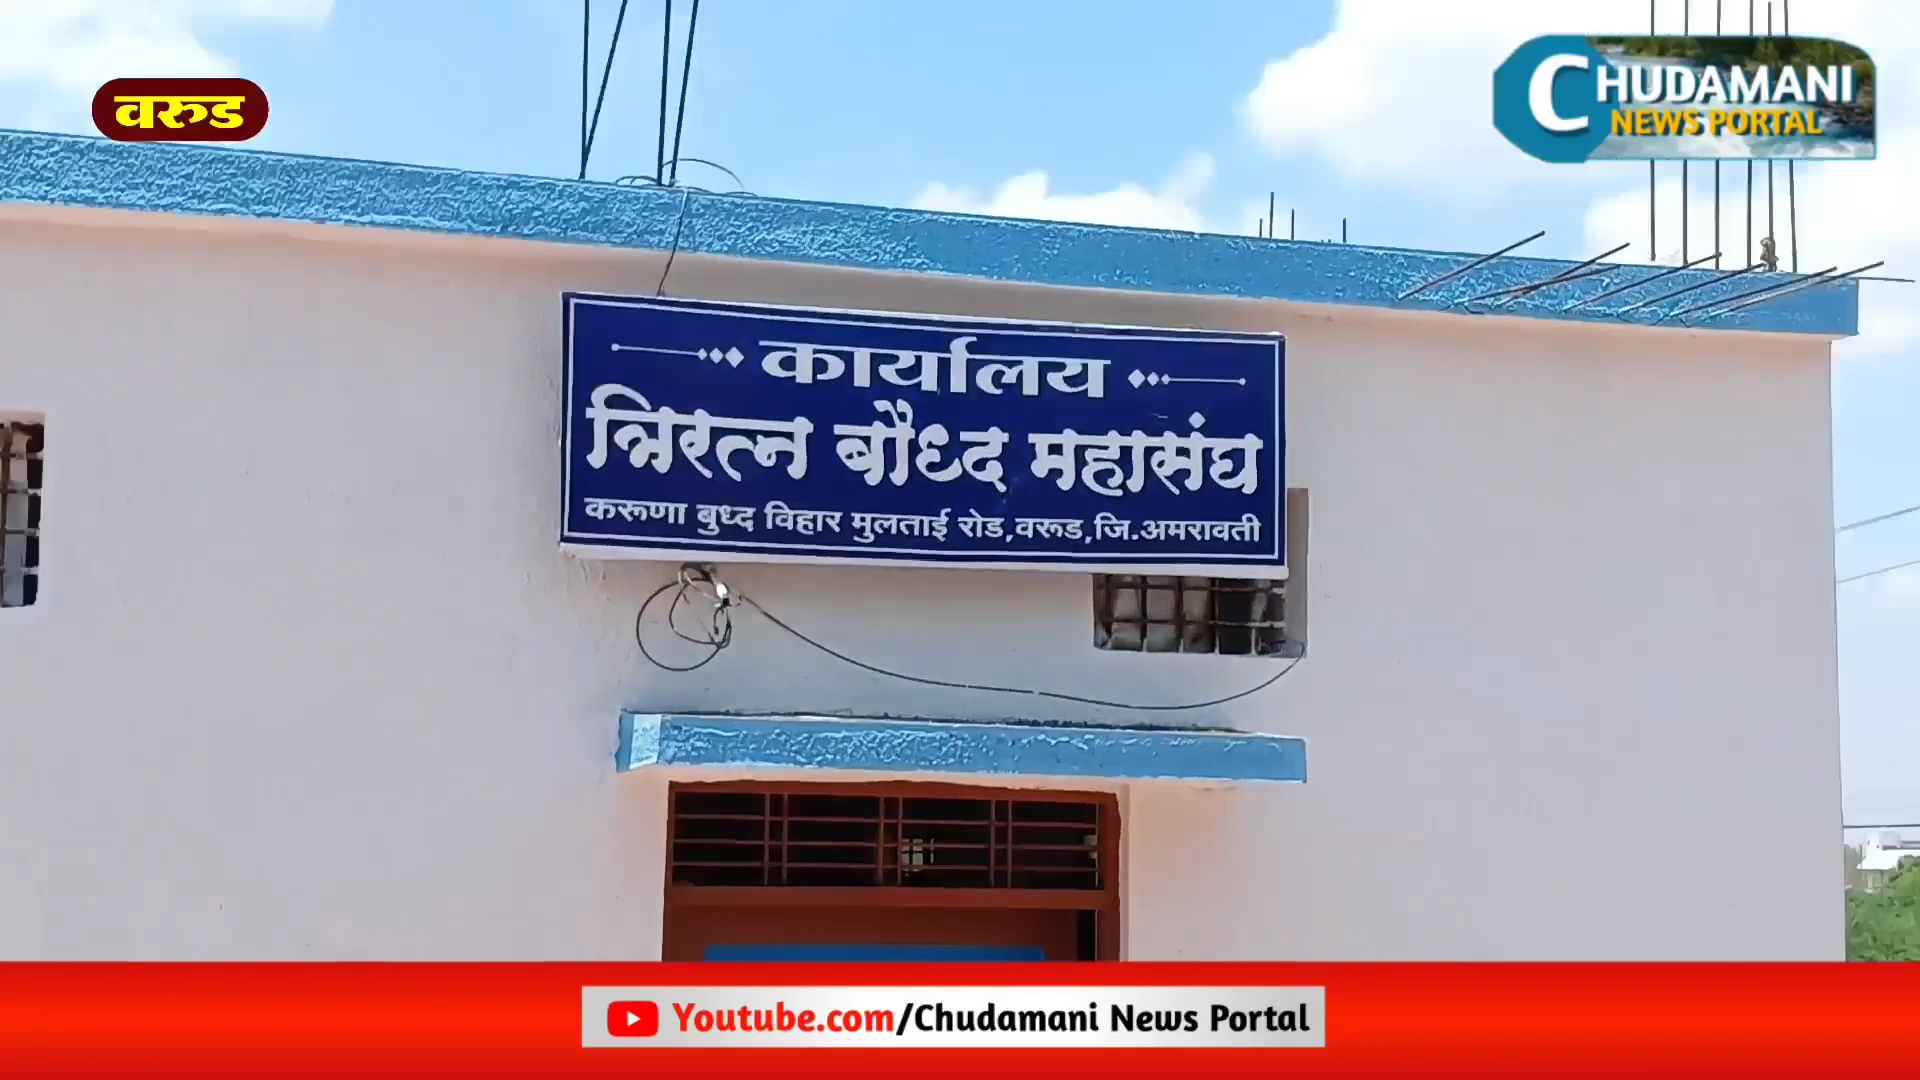 वरुड
CHUDAMANI
NEWS PORTAL
कार्यालय
त्रिरत्न बौध्द महासंघ
करूणा बुध्द विहार मुलताई रोड,वरूड,जि.अमरावती
Youtube.com/Chudamani News Portal